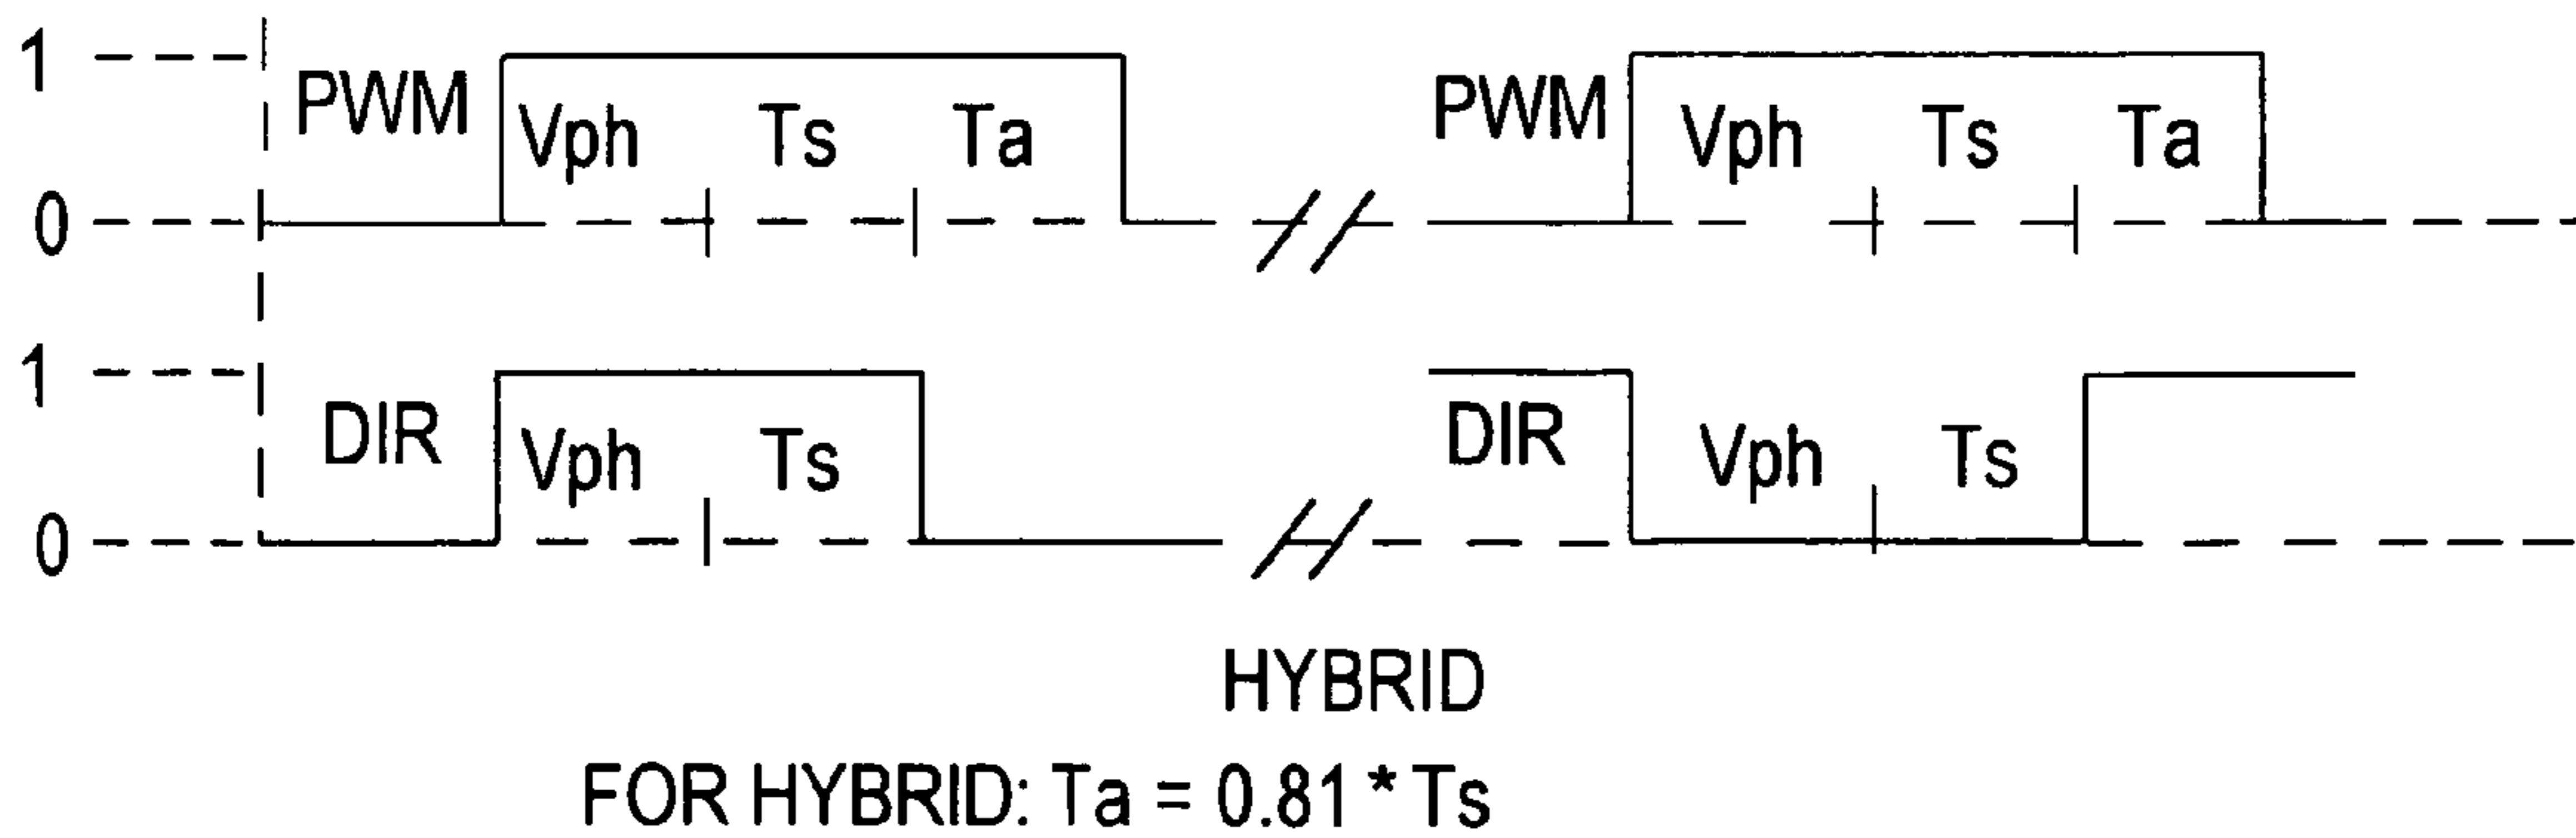 1 PWM Vph Ts Ta PWM Vph Ts Ta
0
1 DIR Vph Ts DIR Vph Ts
0
HYBRID
FOR HYBRID: Ta = 0.81 * Ts